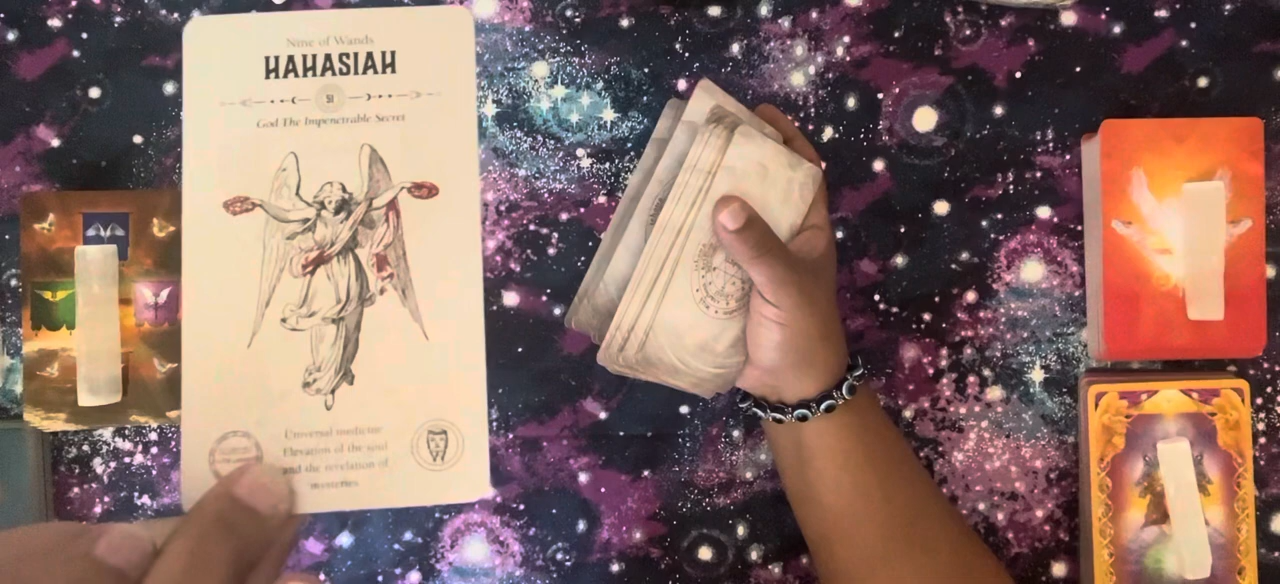 Nine of Wands
HAHASIAH
51
God The Impenetrable Secret
Universal medicine
Elevation of the soul
and the revelation of
mysteries